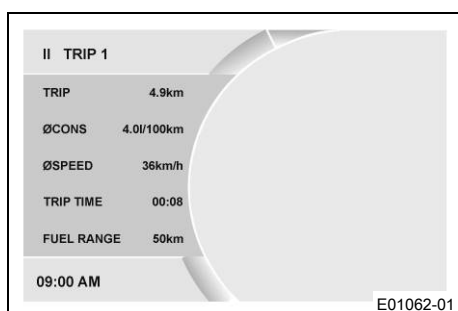 II TRIP 1
TRIP 4.9km
ØCONS 4.0l/100km
ØSPEED 36km/h
TRIP TIME 00:08
FUEL RANGE 50km
09:00 AM
E01062-01